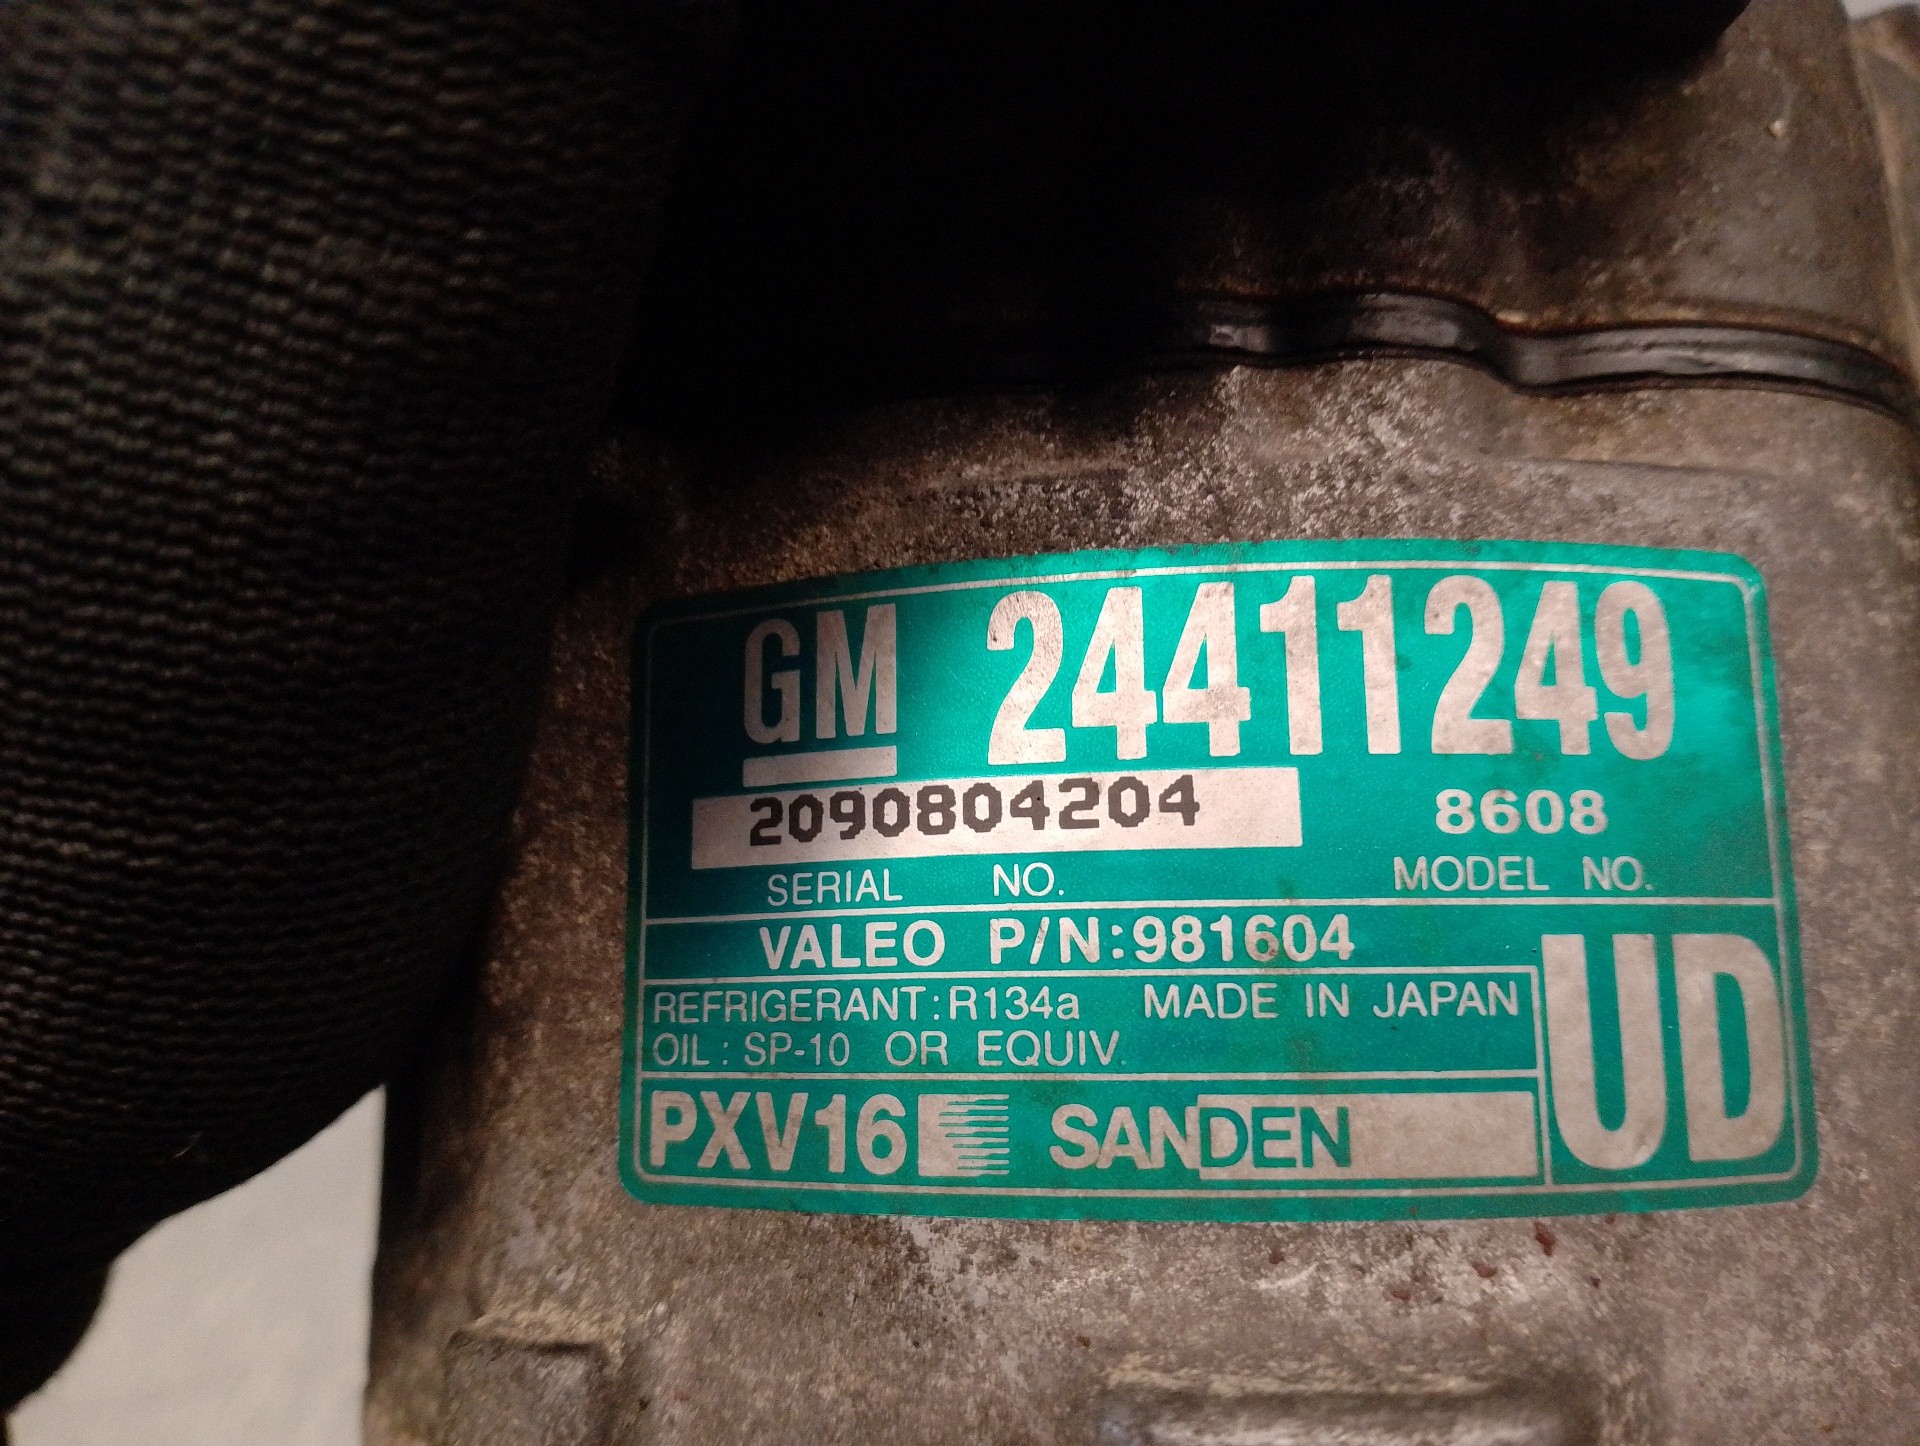 GM 24411249
2090804204 8608
SERIAL NO. MODEL NO.
VALEO P/N:981604
REFRIGERANT:R134a MADE IN JAPAN
OIL: SP-10 OR EQUIV.
UD
PXV16 SANDEN